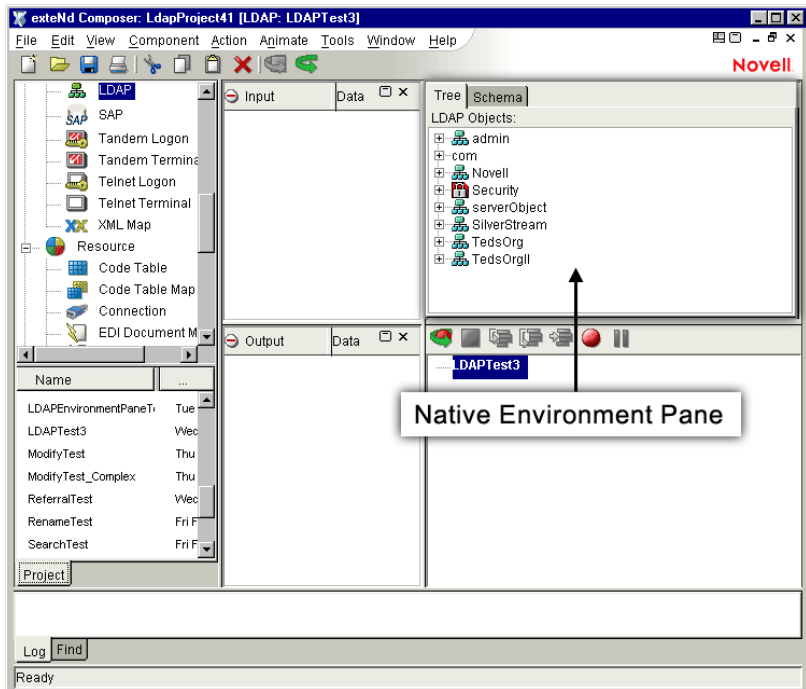 exteNd Composer: LdapProject41 [LDAP: LDAPTest3]
File Edit View Component Action Animate Tools Window Help
Novell
LDAP
SAP
SAP
Tandem Logon
Tandem Termina
Telnet Logon
Telnet Terminal
XML Map
Resource
Code Table
Code Table Map
Connection
EDI Document M
Name ...
LDAPEnvironmentPaneT Tue
LDAPTest3 Wec
ModifyTest Thu
ModifyTest_Complex Thu
ReferralTest Wec
RenameTest Fri F
SearchTest Fri F
Project
Input Data
Output Data
Tree Schema
LDAP Objects:
admin
com
Novell
Security
serverObject
SilverStream
TedsOrg
TedsOrgII
LDAPTest3
Native Environment Pane
Log Find
Ready